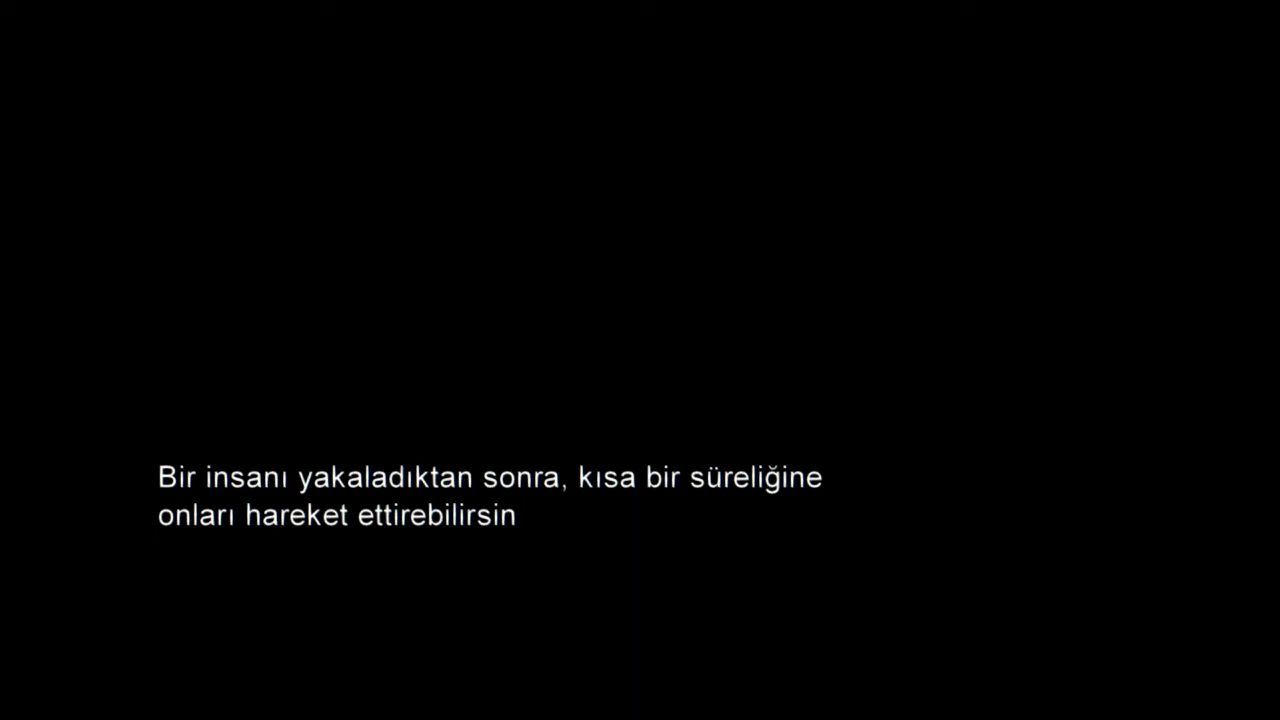 Bir insanı yakaladıktan sonra, kısa bir süreliğine
onları hareket ettirebilirsin